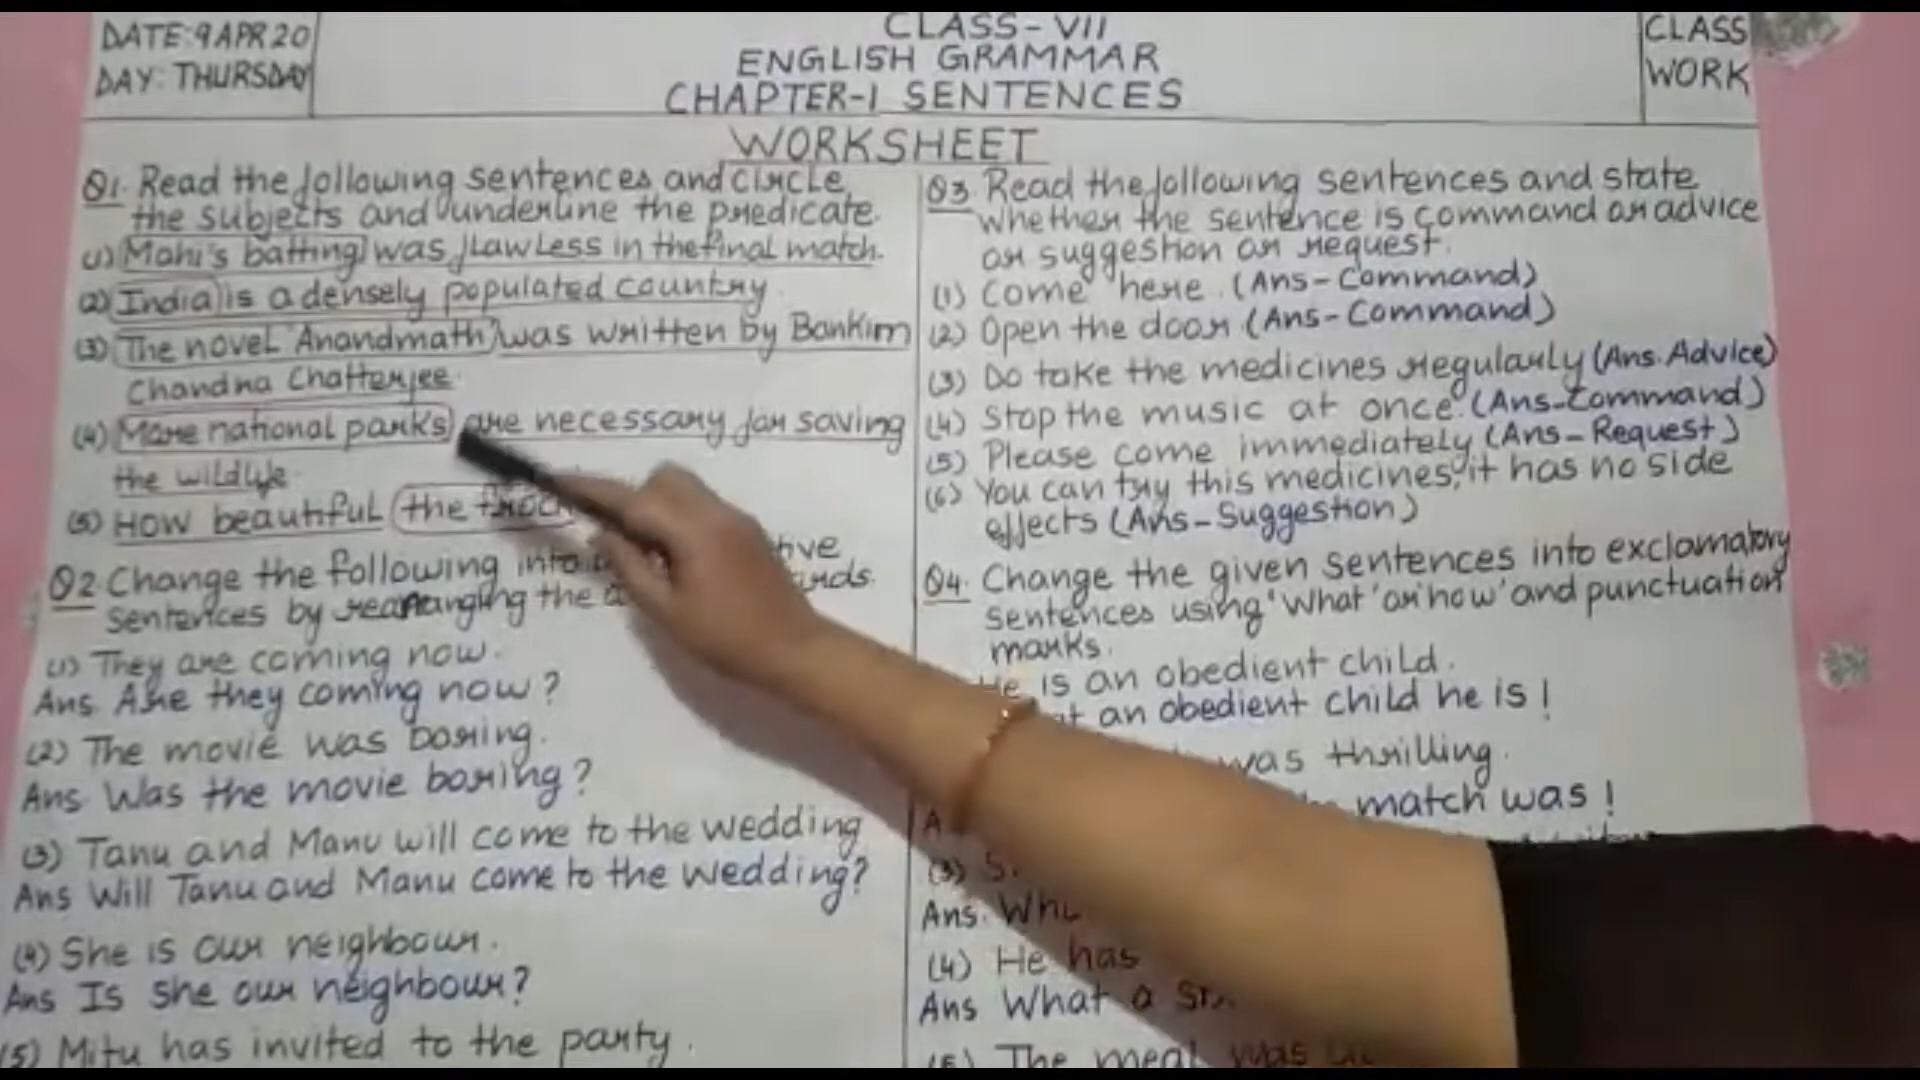 DATE: 9 APR 20
DAY: THURSDAY
CLASS-VII
ENGLISH GRAMMAR
CHAPTER-1 SENTENCES
CLASS
WORK
WORKSHEET
Q1. Read the following sentences and circle
the subjects and underline the predicate.
(1) Mahi's batting was flawless in the final match.
(2) India is a densely populated country.
(3) The novel 'Anandmath' was written by Bankim
Chandra Chatterjee.
(4) More national parks are necessary for saving
the wildlife.
(5) How beautiful the
Q2 Change the following into
sentences by rearranging the
(1) They are coming now.
Ans Are they coming now?
(2) The movie was boring.
Ans Was the movie boring?
(3) Tanu and Manu will come to the wedding
Ans Will Tanu and Manu come to the wedding?
(4) She is our neighbour.
Ans Is she our neighbour?
(5) Mitu has invited to the party.
Q3 Read the following sentences and state
whether the sentence is command or advice
or suggestion or request.
(1) Come here. (Ans-Command)
(2) Open the door (Ans-Command)
(3) Do take the medicines regularly (Ans. Advice)
(4) Stop the music at once. (Ans-Command)
(5) Please come immediately (Ans-Request)
(6) You can try this medicines, it has no side
effects (Ans-Suggestion)
Q4. Change the given sentences into exclamatory
sentences using 'What' or 'how' and punctuation
marks.
He is an obedient child.
an obedient child he is!
was thrilling.
match was!
(3)
Ans.
(4) He has
Ans What a
(5) The meal was